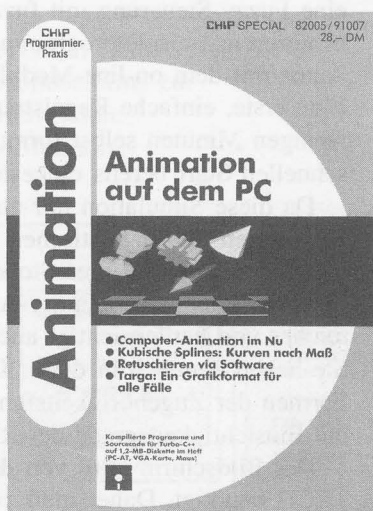 CHIP
Programmier-
Praxis
CHIP SPECIAL 82005/91007
28,– DM
Animation
Animation
auf dem PC
● Computer-Animation im Nu
● Kubische Splines: Kurven nach Maß
● Retuschieren via Software
● Targa: Ein Grafikformat für
alle Fälle
Kompilierte Programme und
Sourcecode für Turbo-C++
auf 1,2-MB-Diskette im Heft
(PC-AT, VGA-Karte, Maus)